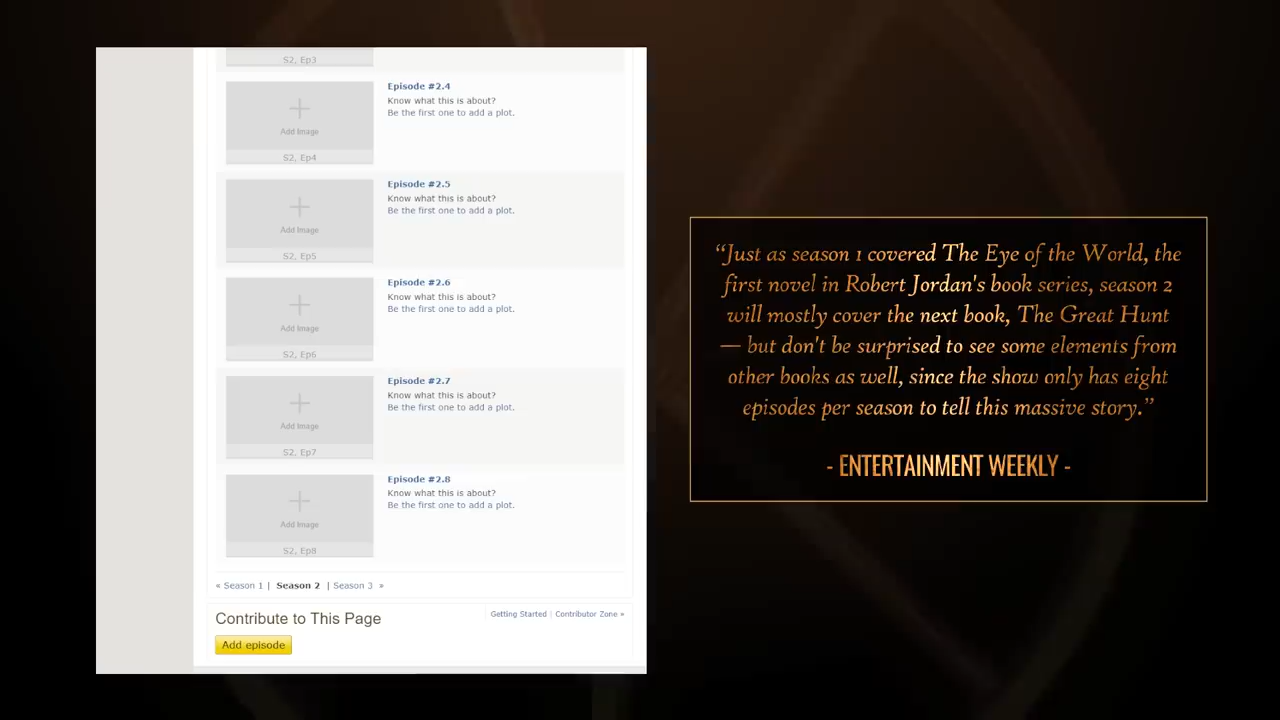 S2, Ep3
Episode #2.4
Know what this is about?
Be the first one to add a plot.
Add Image
S2, Ep4
Episode #2.5
Know what this is about?
Be the first one to add a plot.
Add Image
S2, Ep5
Episode #2.6
Know what this is about?
Be the first one to add a plot.
Add Image
S2, Ep6
Episode #2.7
Know what this is about?
Be the first one to add a plot.
Add Image
S2, Ep7
Episode #2.8
Know what this is about?
Be the first one to add a plot.
Add Image
S2, Ep8
« Season 1 | Season 2 | Season 3 »
Contribute to This Page
Getting Started | Contributor Zone »
Add episode
“Just as season 1 covered The Eye of the World, the
first novel in Robert Jordan's book series, season 2
will mostly cover the next book, The Great Hunt
— but don't be surprised to see some elements from
other books as well, since the show only has eight
episodes per season to tell this massive story.”
- ENTERTAINMENT WEEKLY -